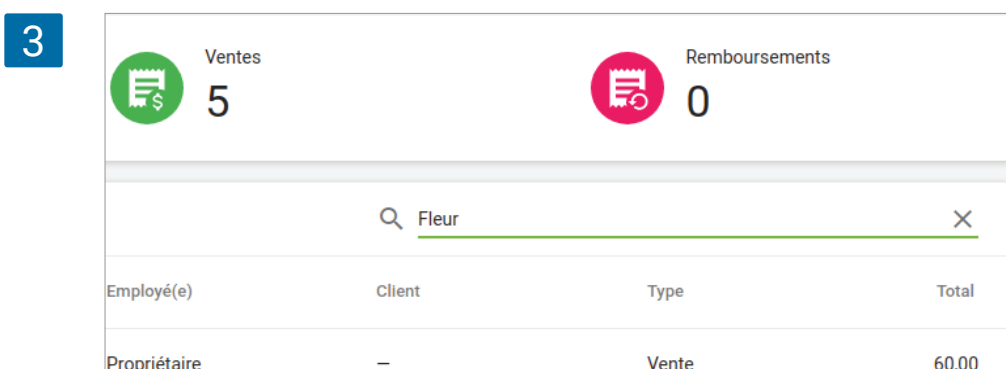 3
Ventes
5
Remboursements
0
Fleur
Employé(e) Client Type Total
Propriétaire — Vente 60,00